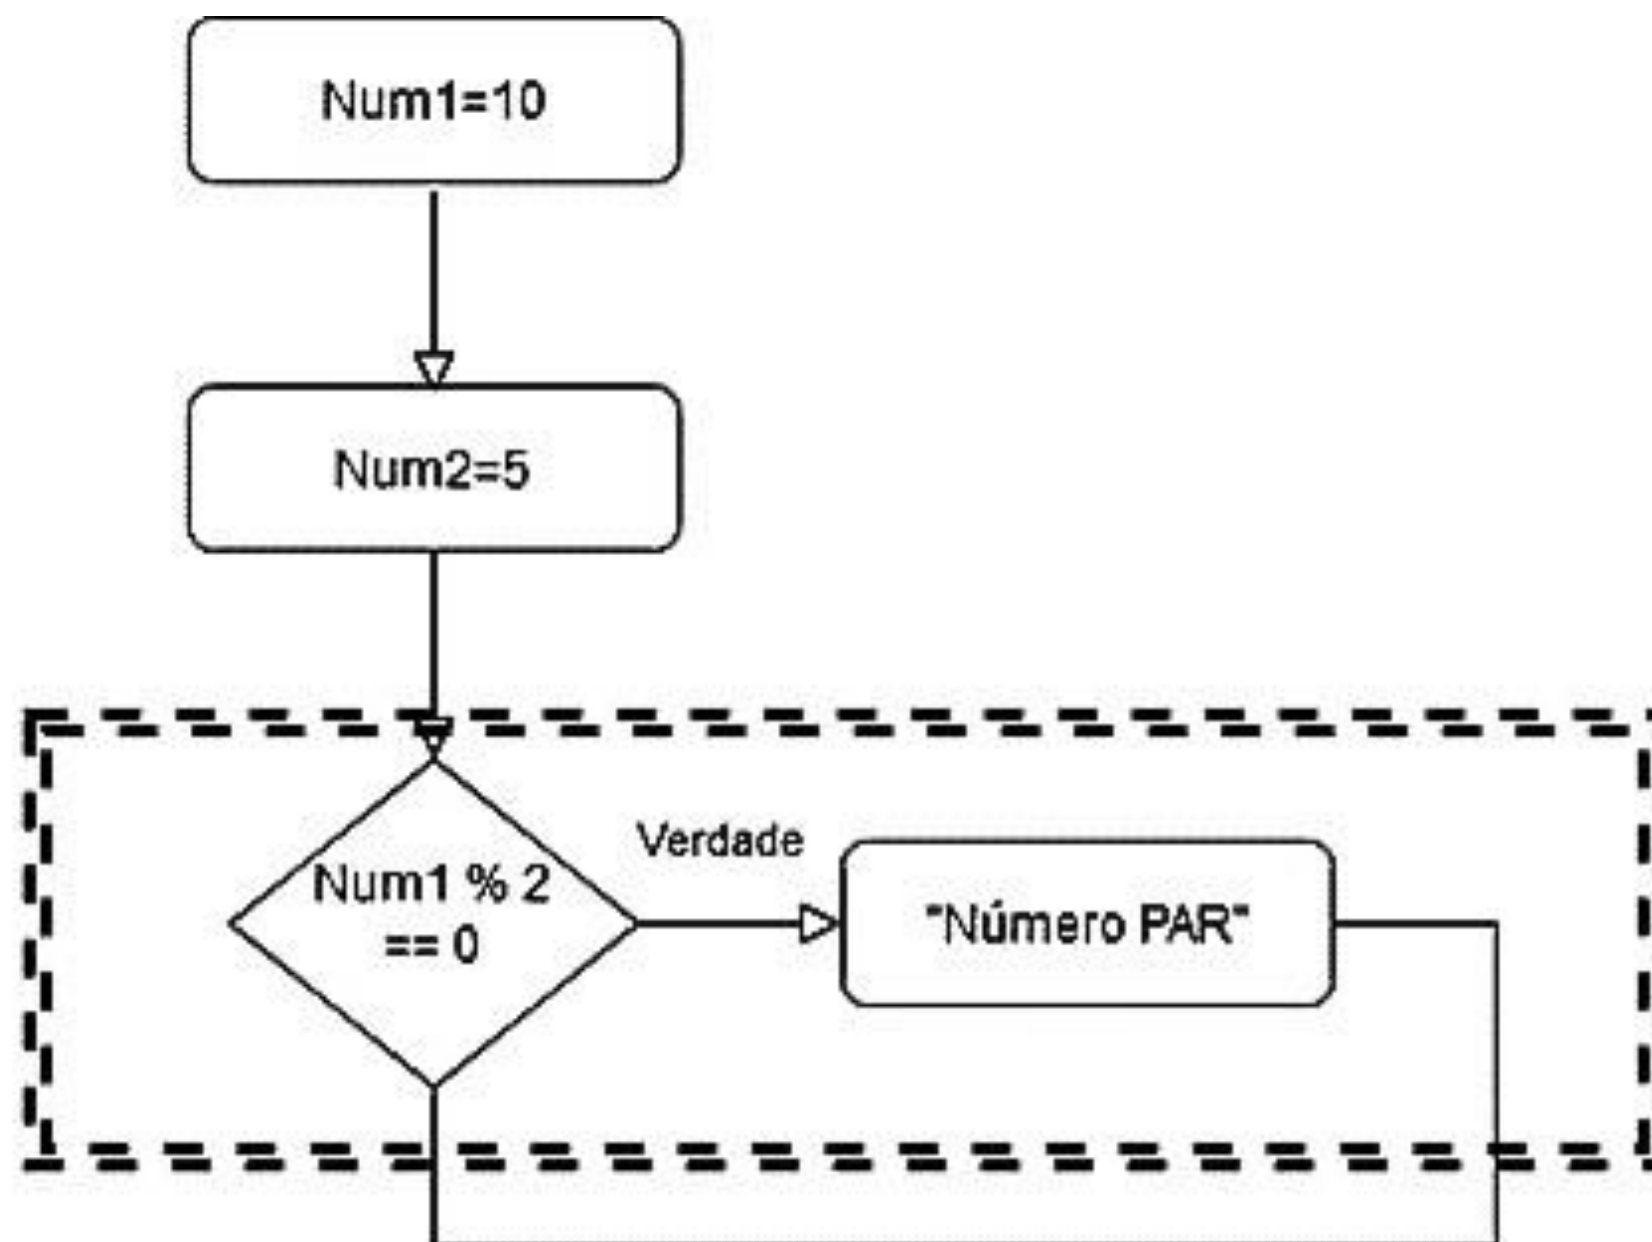 Num1=10
Num2=5
Verdade
Num1 % 2
== 0
"Número PAR"